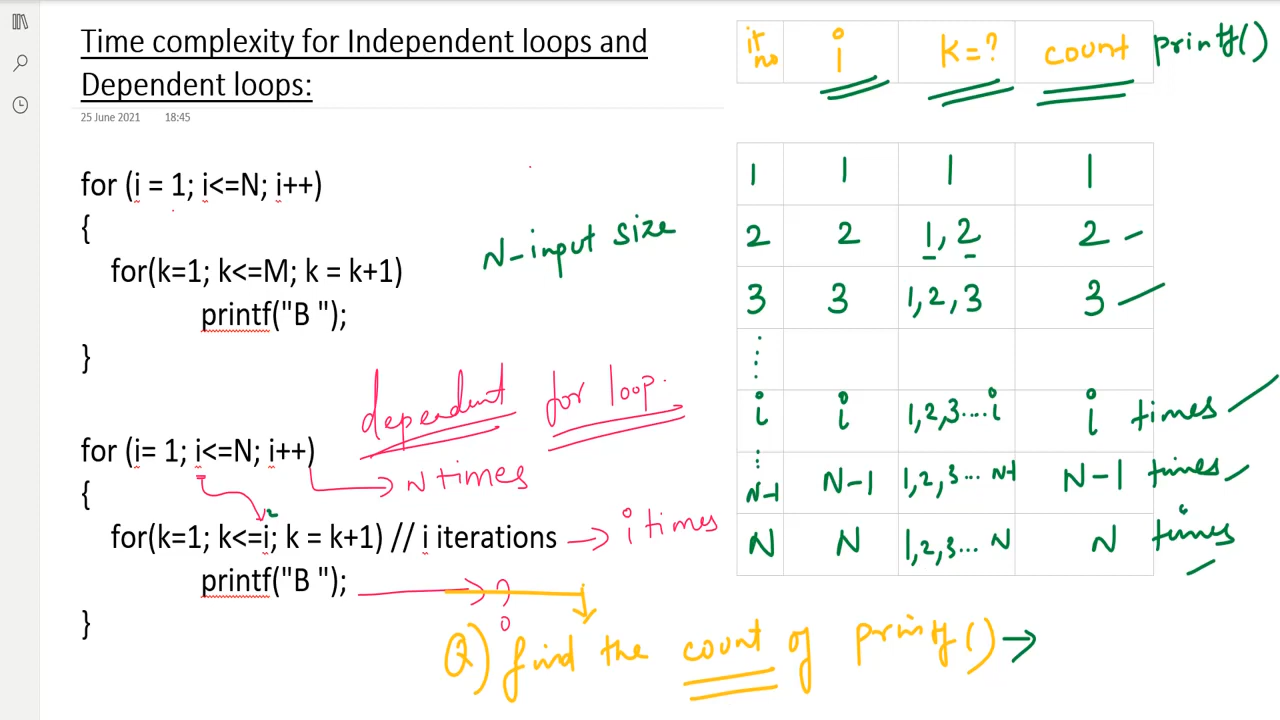 Time complexity for Independent loops and
Dependent loops:
25 June 2021 18:45
for (i = 1; i<=N; i++)
{
for(k=1; k<=M; k = k+1)
printf("B ");
}
N-input size
dependent for loop.
for (i= 1; i<=N; i++)
N times
{
2
for(k=1; k<=i; k = k+1) // i iterations → i times
printf("B "); ?
}
Q) find the count of printf() →
it no i k=? count printf()
1 1 1 1
2 2 1, 2 2
3 3 1, 2, 3 3
i i 1,2,3....i i times
N-1 N-1 1,2,3... N-1 N-1 times
N N 1,2,3... N N times